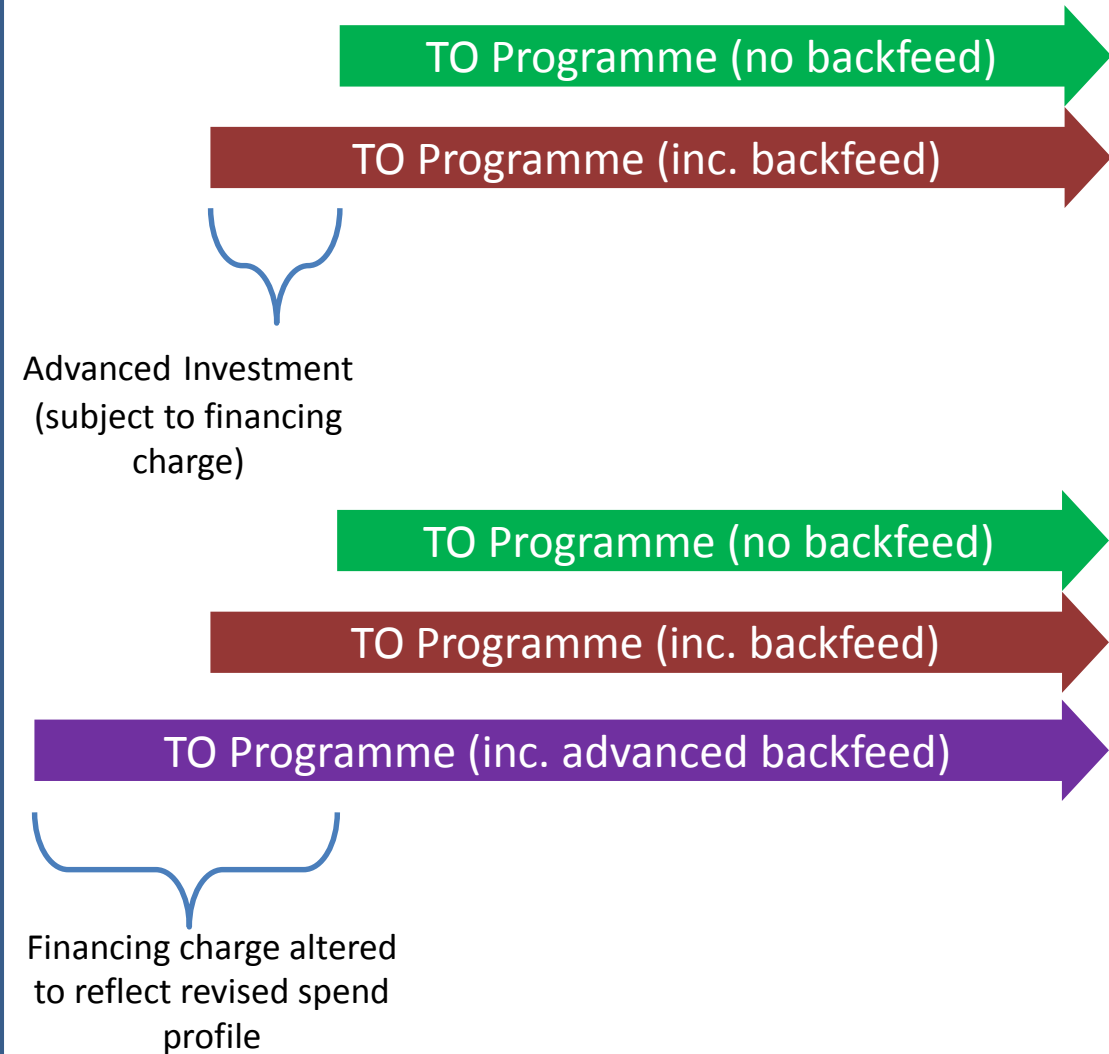 TO Programme (no backfeed)
TO Programme (inc. backfeed)
Advanced Investment
(subject to financing
charge)
TO Programme (no backfeed)
TO Programme (inc. backfeed)
TO Programme (inc. advanced backfeed)
Financing charge altered
to reflect revised spend
profile